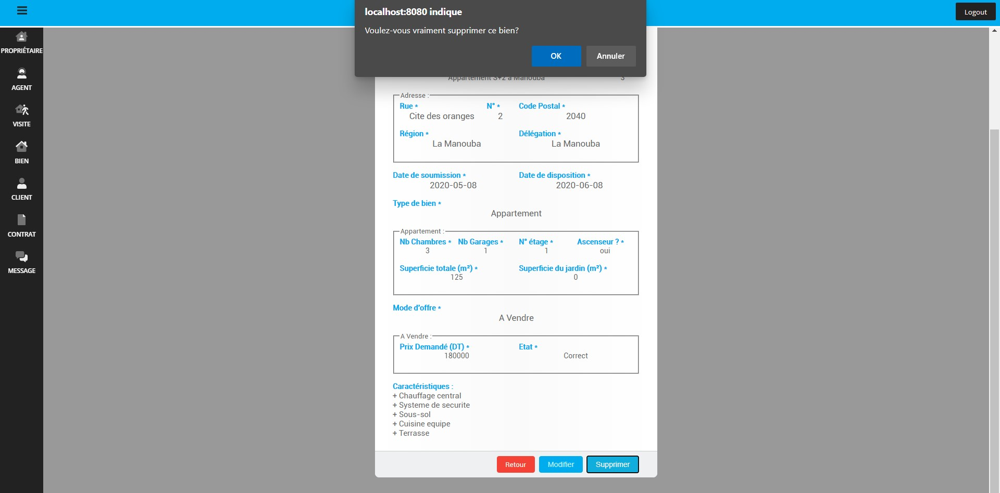 localhost:8080 indique
Voulez-vous vraiment supprimer ce bien?
OK Annuler
Logout
PROPRIÉTAIRE
AGENT
VISITE
BIEN
CLIENT
CONTRAT
MESSAGE
Appartement S+2 a Manouba 3
Adresse :
Rue * N° * Code Postal *
Cite des oranges 2 2040
Région * Délégation *
La Manouba La Manouba
Date de soumission * Date de disposition *
2020-05-08 2020-06-08
Type de bien *
Appartement
Appartement :
Nb Chambres * Nb Garages * N° étage * Ascenseur ? *
3 1 1 oui
Superficie totale (m²) * Superficie du jardin (m²) *
125 0
Mode d'offre *
A Vendre
A Vendre :
Prix Demandé (DT) * Etat *
180000 Correct
Caractéristiques :
+ Chauffage central
+ Systeme de securite
+ Sous-sol
+ Cuisine equipe
+ Terrasse
Retour Modifier Supprimer